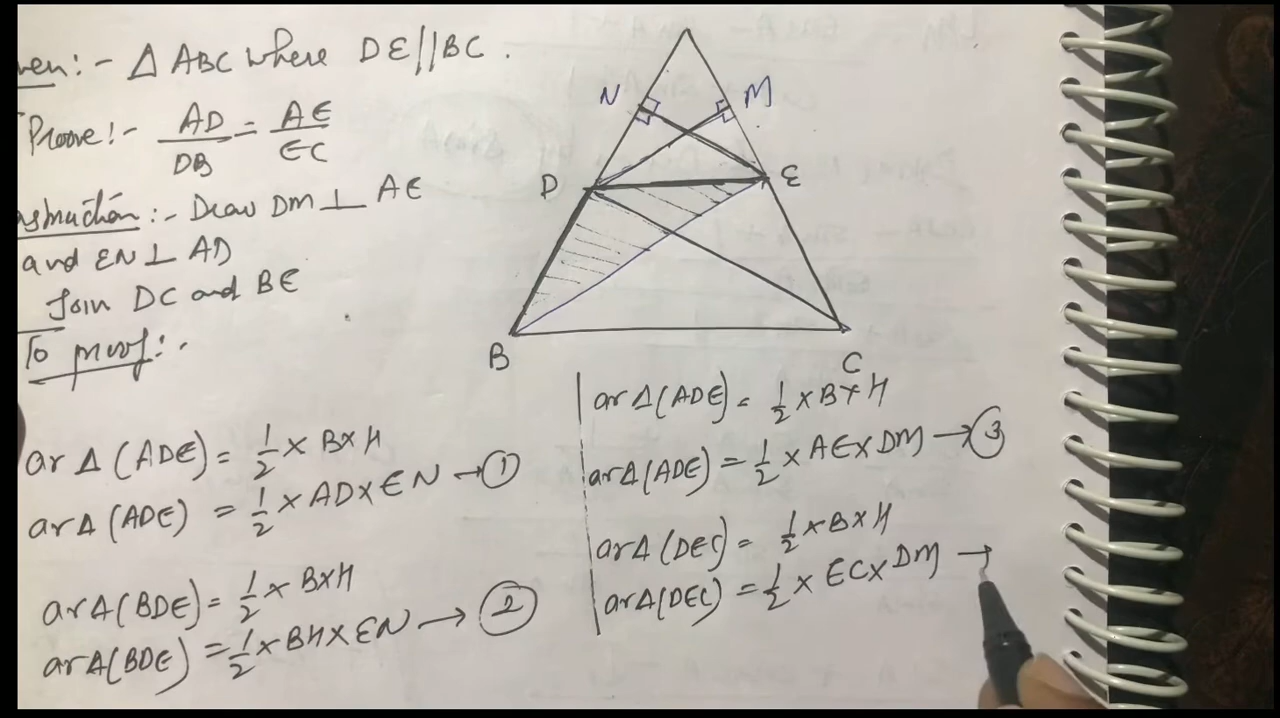 ven:- Δ ABC where DE//BC.
Proove:- AD/DB = AE/EC
nstruction:- Draw DM ⊥ AE
and EN ⊥ AD
Join DC and BE
To proof:-
N
M
D
E
B
C
ar Δ (ADE) = 1/2 × B×H
ar Δ (ADE) = 1/2 × AD × EN → ①
ar Δ (BDE) = 1/2 × B×H
ar Δ (BDE) = 1/2 × BH × EN → ②
ar Δ (ADE) = 1/2 × B×H
ar Δ (ADE) = 1/2 × AE × DM → ③
ar Δ (DEC) = 1/2 × B×H
ar Δ (DEC) = 1/2 × EC × DM →